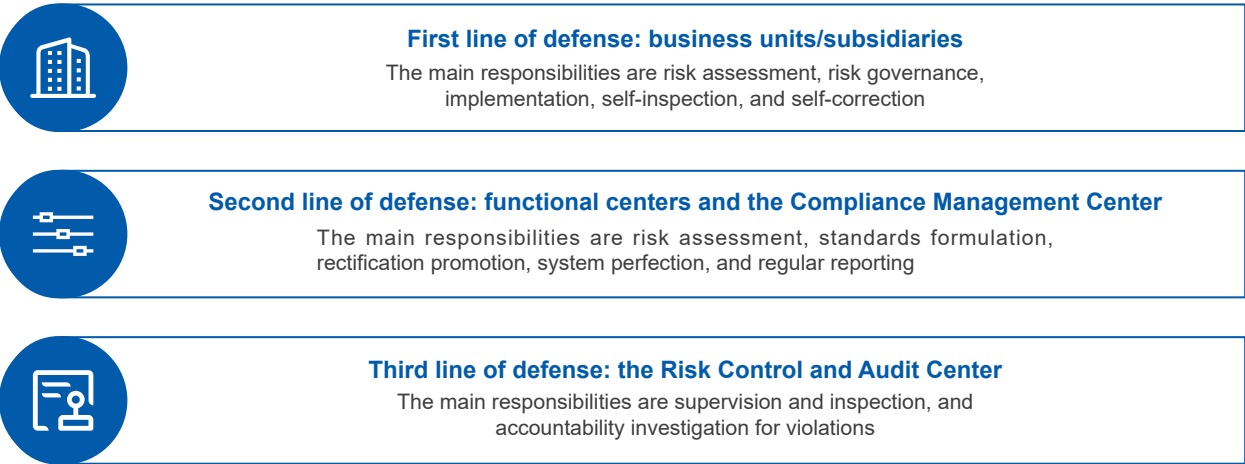 First line of defense: business units/subsidiaries
The main responsibilities are risk assessment, risk governance,
implementation, self-inspection, and self-correction
Second line of defense: functional centers and the Compliance Management Center
The main responsibilities are risk assessment, standards formulation,
rectification promotion, system perfection, and regular reporting
Third line of defense: the Risk Control and Audit Center
The main responsibilities are supervision and inspection, and
accountability investigation for violations